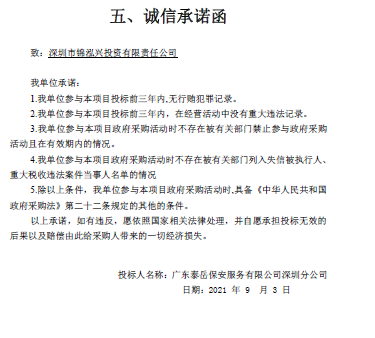 五、诚信承诺函
致：深圳市锦泓兴投资有限责任公司
我单位承诺：
1.我单位参与本项目投标前三年内,无行贿犯罪记录。
2.我单位参与本项目投标前三年内，在经营活动中没有重大违法记录。
3.我单位参与本项目政府采购活动时不存在被有关部门禁止参与政府采购
活动且在有效期内的情况。
4.我单位参与本项目政府采购活动时不存在被有关部门列入失信被执行人、
重大税收违法案件当事人名单的情况
5.除以上条件，我单位参与本项目政府采购活动时,具备《中华人民共和国
政府采购法》第二十二条规定的其他的条件。
以上承诺，如有违反，愿依照国家相关法律处理，并自愿承担投标无效的
后果以及赔偿由此给采购人带来的一切经济损失。
投标人名称：广东泰岳保安服务有限公司深圳分公司
日期：2021 年 9 月 3 日